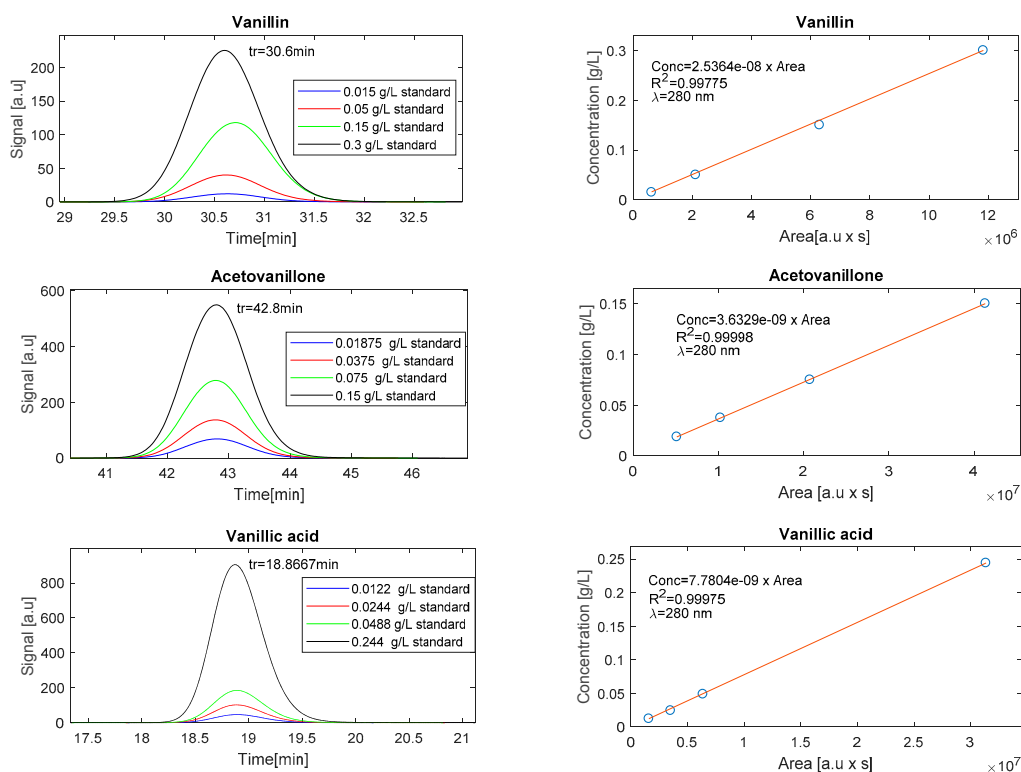 Vanillin
Signal [a.u]
200
150
100
50
0
tr=30.6min
0.015 g/L standard
0.05 g/L standard
0.15 g/L standard
0.3 g/L standard
29 29.5 30 30.5 31 31.5 32 32.5
Time[min]
Vanillin
Concentration [g/L]
0.3
0.2
0.1
0
Conc=2.5364e-08 x Area
R²=0.99775
λ=280 nm
0 2 4 6 8 10 12
Area[a.u x s]
×10⁶
Acetovanillone
Signal [a.u]
600
400
200
0
tr=42.8min
0.01875 g/L standard
0.0375 g/L standard
0.075 g/L standard
0.15 g/L standard
41 42 43 44 45 46
Time[min]
Acetovanillone
Concentration [g/L]
0.15
0.1
0.05
0
Conc=3.6329e-09 x Area
R²=0.99998
λ=280 nm
0 1 2 3 4
Area [a.u x s]
×10⁷
Vanillic acid
Signal [a.u]
800
600
400
200
0
tr=18.8667min
0.0122 g/L standard
0.0244 g/L standard
0.0488 g/L standard
0.244 g/L standard
17.5 18 18.5 19 19.5 20 20.5 21
Time[min]
Vanillic acid
Concentration [g/L]
0.25
0.2
0.15
0.1
0.05
0
Conc=7.7804e-09 x Area
R²=0.99975
λ=280 nm
0 0.5 1 1.5 2 2.5 3
Area [a.u x s]
×10⁷